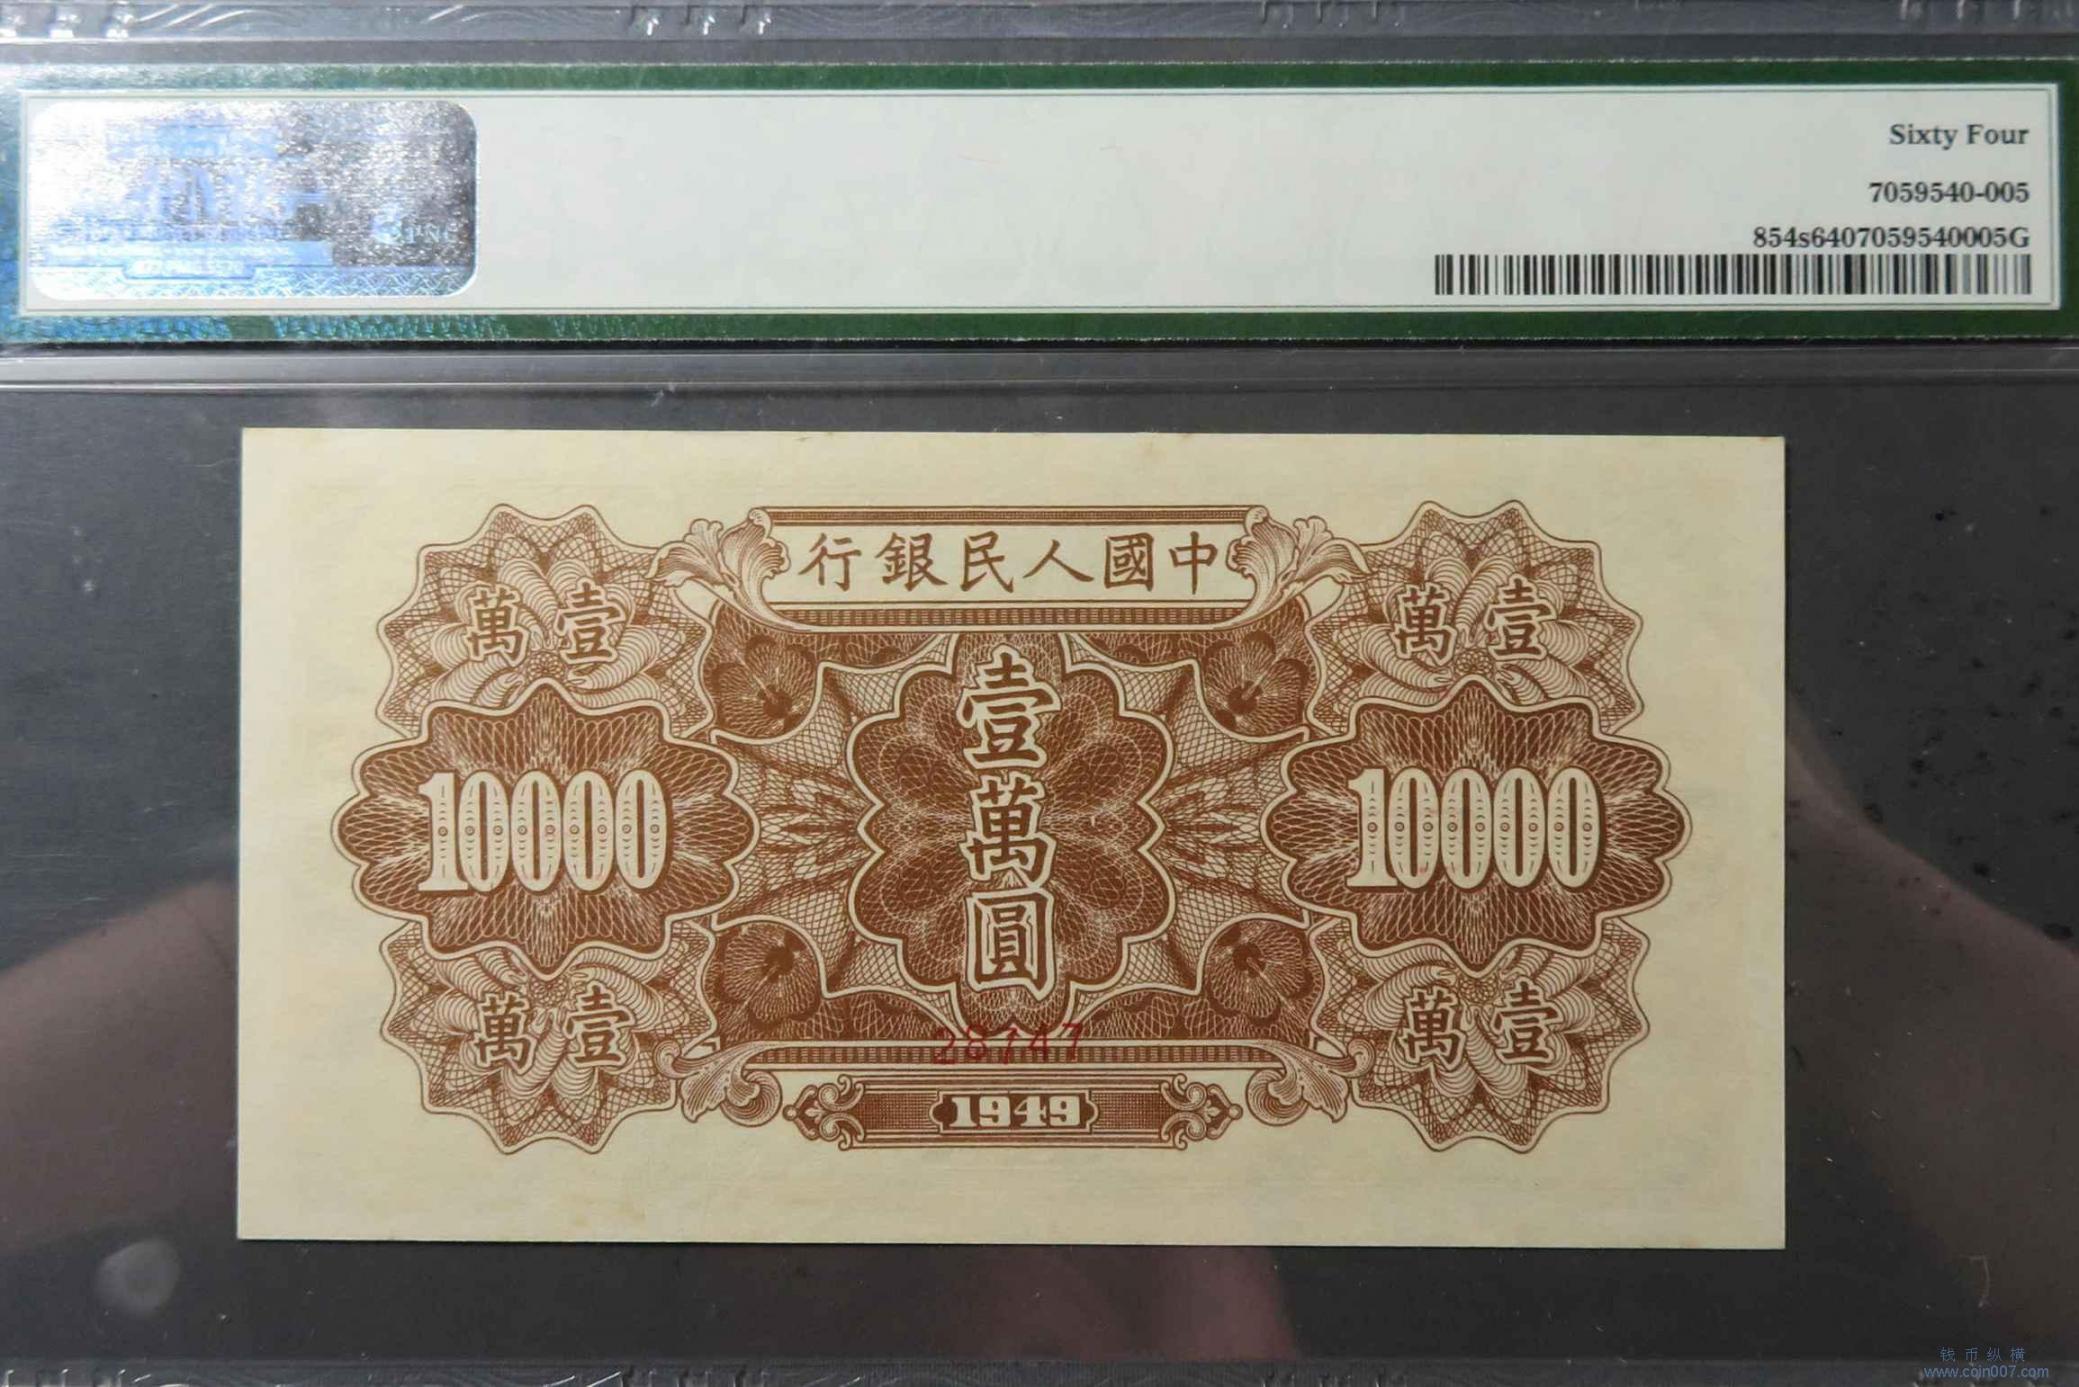 Sixty Four
7059540-005
854s6407059540005G
行銀民人國中
萬壹
萬壹
壹萬圓
10000
10000
萬壹
萬壹
28747
1949
钱币纵横
www.coin007.com